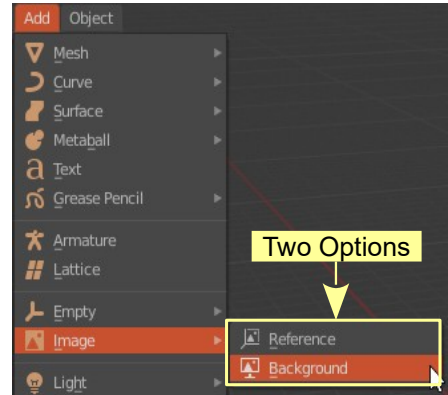 Add Object
Mesh
Curve
Surface
Metaball
Text
Grease Pencil
Armature
Lattice
Two Options
Empty
Image
Reference
Background
Light